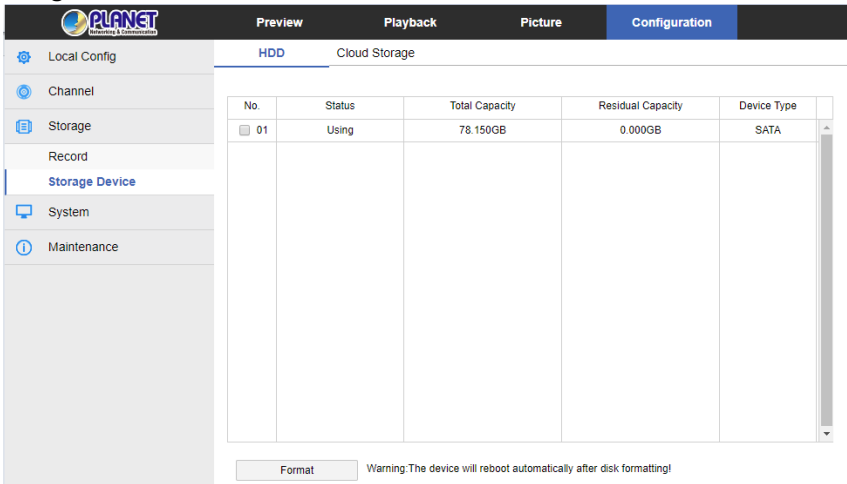 PLANET
Networking & Communication
Preview Playback Picture Configuration
Local Config
Channel
Storage
Record
Storage Device
System
Maintenance
HDD Cloud Storage
No. Status Total Capacity Residual Capacity Device Type
01 Using 78.150GB 0.000GB SATA
Format Warning:The device will reboot automatically after disk formatting!